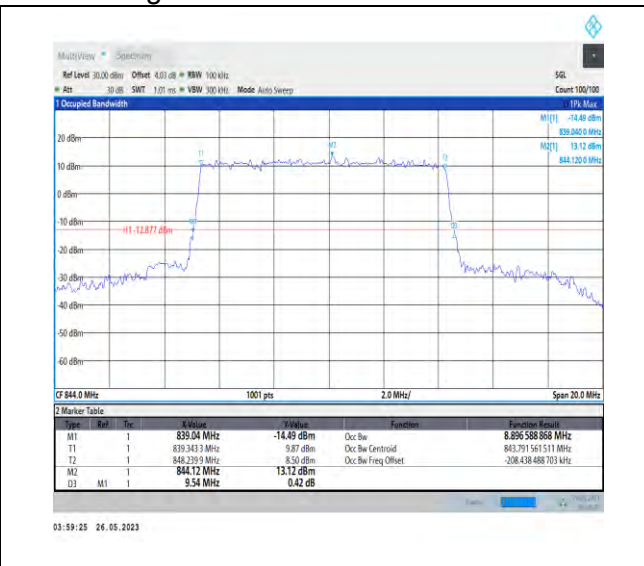 MultiView Spectrum
Ref Level 30.00 dBm Offset 4.03 dB RBW 100 kHz SGL
Att 30 dB SWT 1.01 ms VBW 300 kHz Mode Auto Sweep Count 100/100
1 Occupied Bandwidth 1Pk Max
M1[1] -14.49 dBm
839.040 0 MHz
M2[1] 13.12 dBm
844.120 0 MHz
20 dBm
M2
T1
T2
10 dBm
0 dBm
-10 dBm
H1 -12.877 dBm
D3
-20 dBm
-30 dBm
-40 dBm
-50 dBm
-60 dBm
CF 844.0 MHz 1001 pts 2.0 MHz/ Span 20.0 MHz
2 Marker Table
Type Ref Trc X-Value Y-Value Function Function Result
M1 1 839.04 MHz -14.49 dBm Occ Bw 8.896 588 868 MHz
T1 1 839.343 3 MHz 9.87 dBm Occ Bw Centroid 843.791 561 511 MHz
T2 1 848.239 9 MHz 8.50 dBm Occ Bw Freq Offset -208.438 488 703 kHz
M2 1 844.12 MHz 13.12 dBm
D3 M1 1 9.54 MHz 0.42 dB
03:59:25 26.05.2023